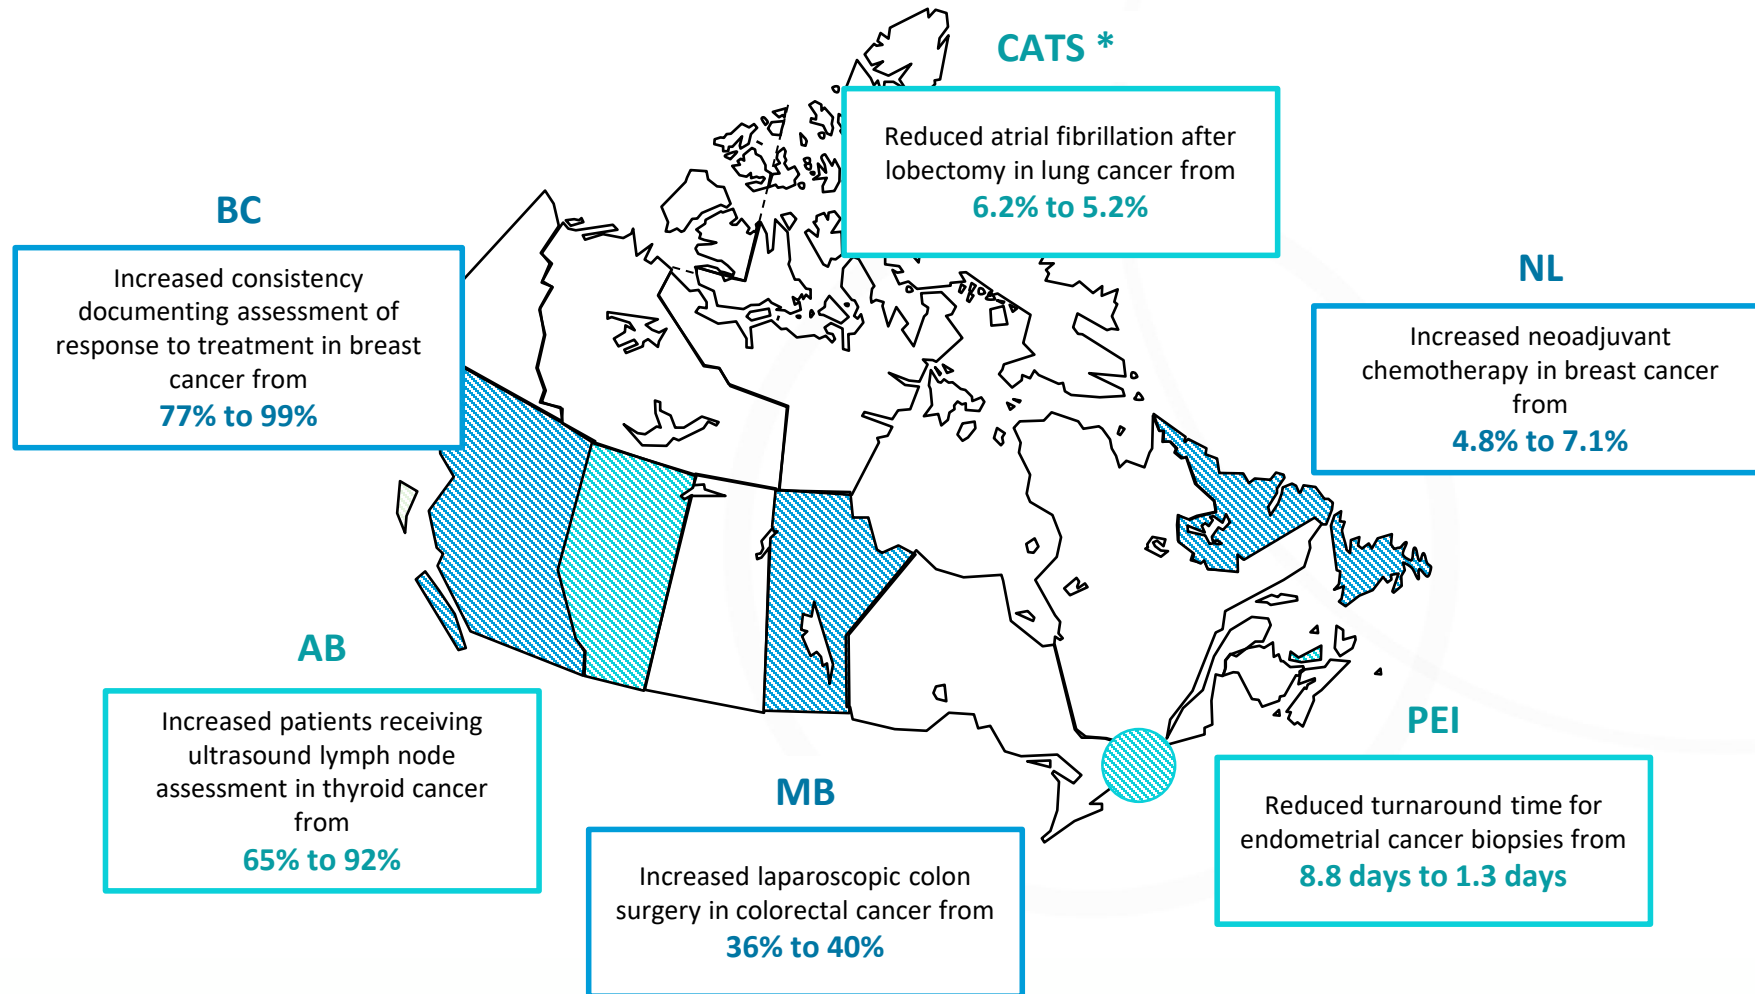 CATS *
Reduced atrial fibrillation after
lobectomy in lung cancer from
6.2% to 5.2%
BC
Increased consistency
documenting assessment of
response to treatment in breast
cancer from
77% to 99%
NL
Increased neoadjuvant
chemotherapy in breast cancer
from
4.8% to 7.1%
AB
Increased patients receiving
ultrasound lymph node
assessment in thyroid cancer
from
65% to 92%
MB
Increased laparoscopic colon
surgery in colorectal cancer from
36% to 40%
PEI
Reduced turnaround time for
endometrial cancer biopsies from
8.8 days to 1.3 days